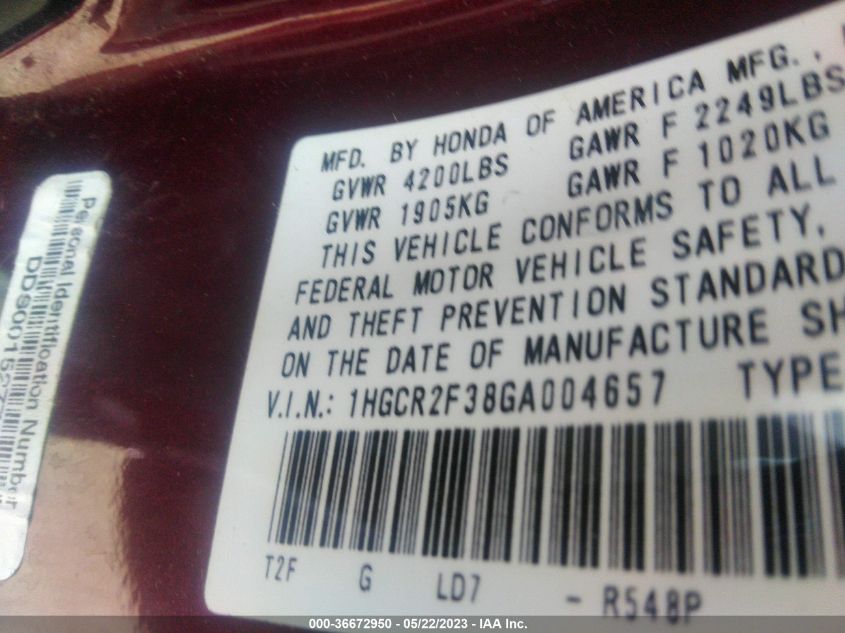 MFD. BY HONDA OF AMERICA MFG.,
GVWR 4200LBS GAWR F 2249LBS
GVWR 1905KG GAWR F 1020KG
THIS VEHICLE CONFORMS TO ALL
FEDERAL MOTOR VEHICLE SAFETY,
AND THEFT PREVENTION STANDARD
ON THE DATE OF MANUFACTURE SH
V.I.N.: 1HGCR2F38GA004657 TYPE
T2F G LD7 - R548P
Personal Identification Number
000-36672950 - 05/22/2023 - IAA Inc.